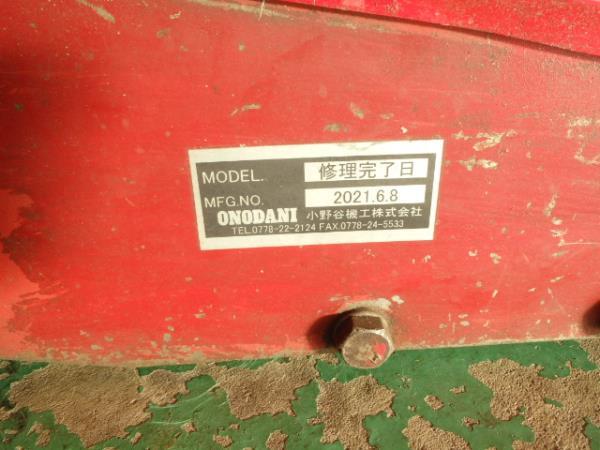 MODEL. 修理完了日
MFG.NO. 2021.6.8
ONODANI 小野谷機工株式会社
TEL.0778-22-2124 FAX.0778-24-5533